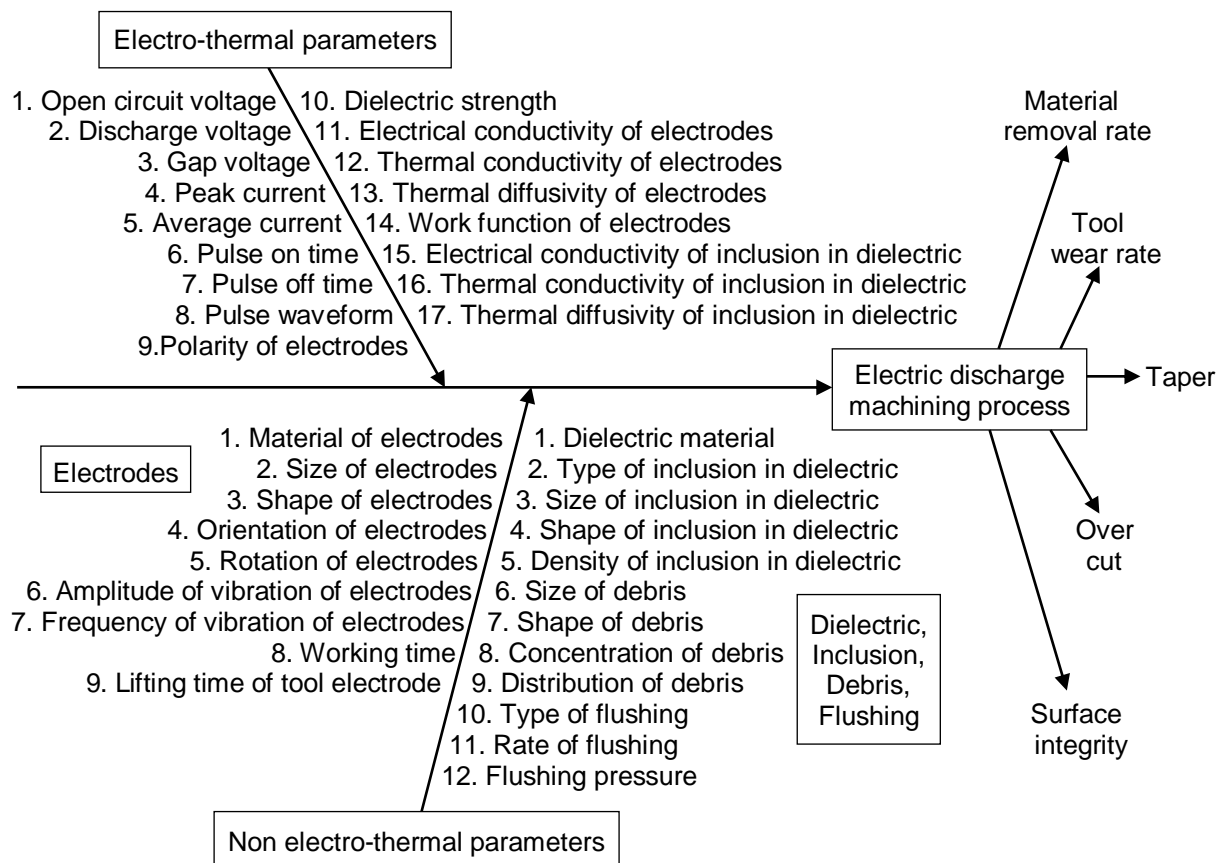 Electro-thermal parameters
1. Open circuit voltage
2. Discharge voltage
3. Gap voltage
4. Peak current
5. Average current
6. Pulse on time
7. Pulse off time
8. Pulse waveform
9.Polarity of electrodes
10. Dielectric strength
11. Electrical conductivity of electrodes
12. Thermal conductivity of electrodes
13. Thermal diffusivity of electrodes
14. Work function of electrodes
15. Electrical conductivity of inclusion in dielectric
16. Thermal conductivity of inclusion in dielectric
17. Thermal diffusivity of inclusion in dielectric
Electrodes
1. Material of electrodes
2. Size of electrodes
3. Shape of electrodes
4. Orientation of electrodes
5. Rotation of electrodes
6. Amplitude of vibration of electrodes
7. Frequency of vibration of electrodes
8. Working time
9. Lifting time of tool electrode
1. Dielectric material
2. Type of inclusion in dielectric
3. Size of inclusion in dielectric
4. Shape of inclusion in dielectric
5. Density of inclusion in dielectric
6. Size of debris
7. Shape of debris
8. Concentration of debris
9. Distribution of debris
10. Type of flushing
11. Rate of flushing
12. Flushing pressure
Dielectric,
Inclusion,
Debris,
Flushing
Non electro-thermal parameters
Electric discharge
machining process
Material
removal rate
Tool
wear rate
Taper
Over
cut
Surface
integrity